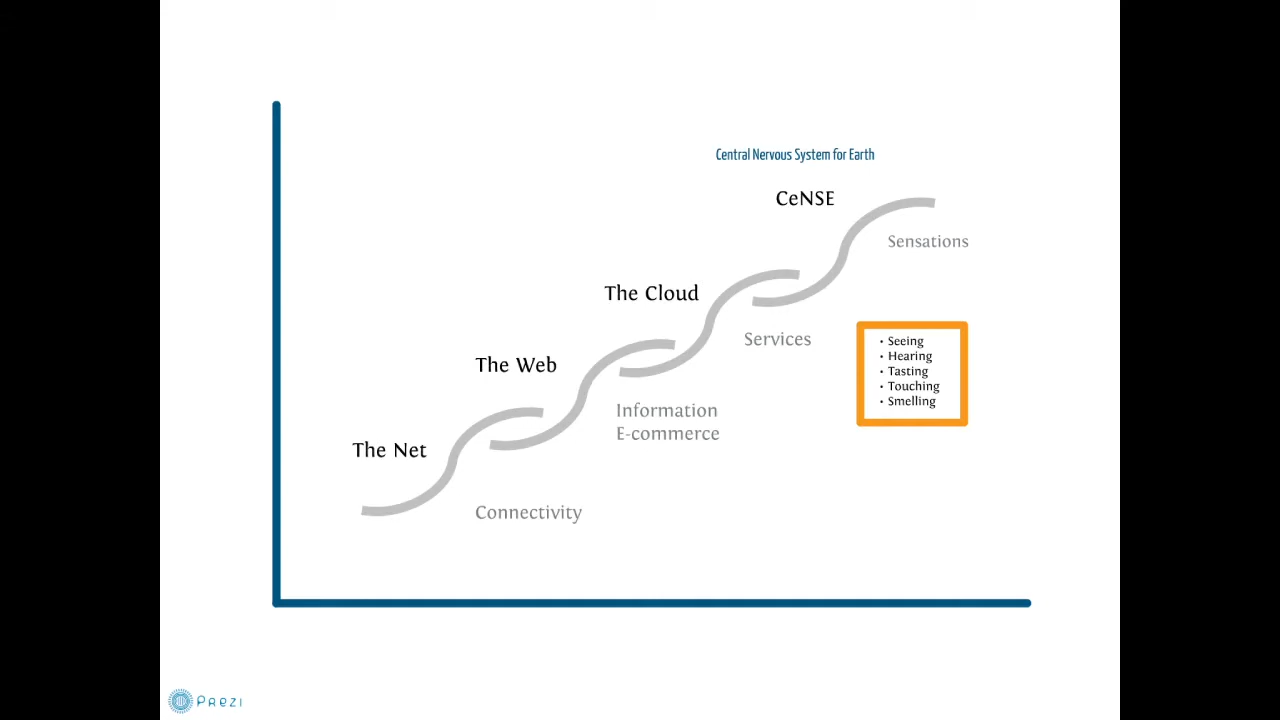 Central Nervous System for Earth
CeNSE
Sensations
The Cloud
Services
• Seeing
• Hearing
• Tasting
• Touching
• Smelling
The Web
Information
E-commerce
The Net
Connectivity
Prezi